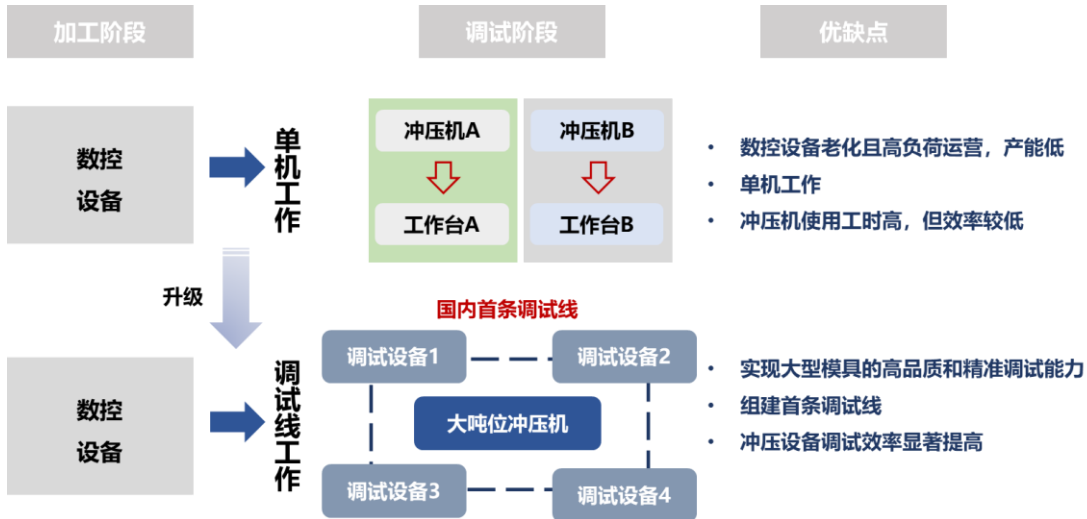 加工阶段
调试阶段
优缺点
数控
设备
单机工作
冲压机A
工作台A
冲压机B
工作台B
数控设备老化且高负荷运营，产能低
单机工作
冲压机使用工时高，但效率较低
升级
数控
设备
调试线工作
国内首条调试线
调试设备1
调试设备2
大吨位冲压机
调试设备3
调试设备4
实现大型模具的高品质和精准调试能力
组建首条调试线
冲压设备调试效率显著提高